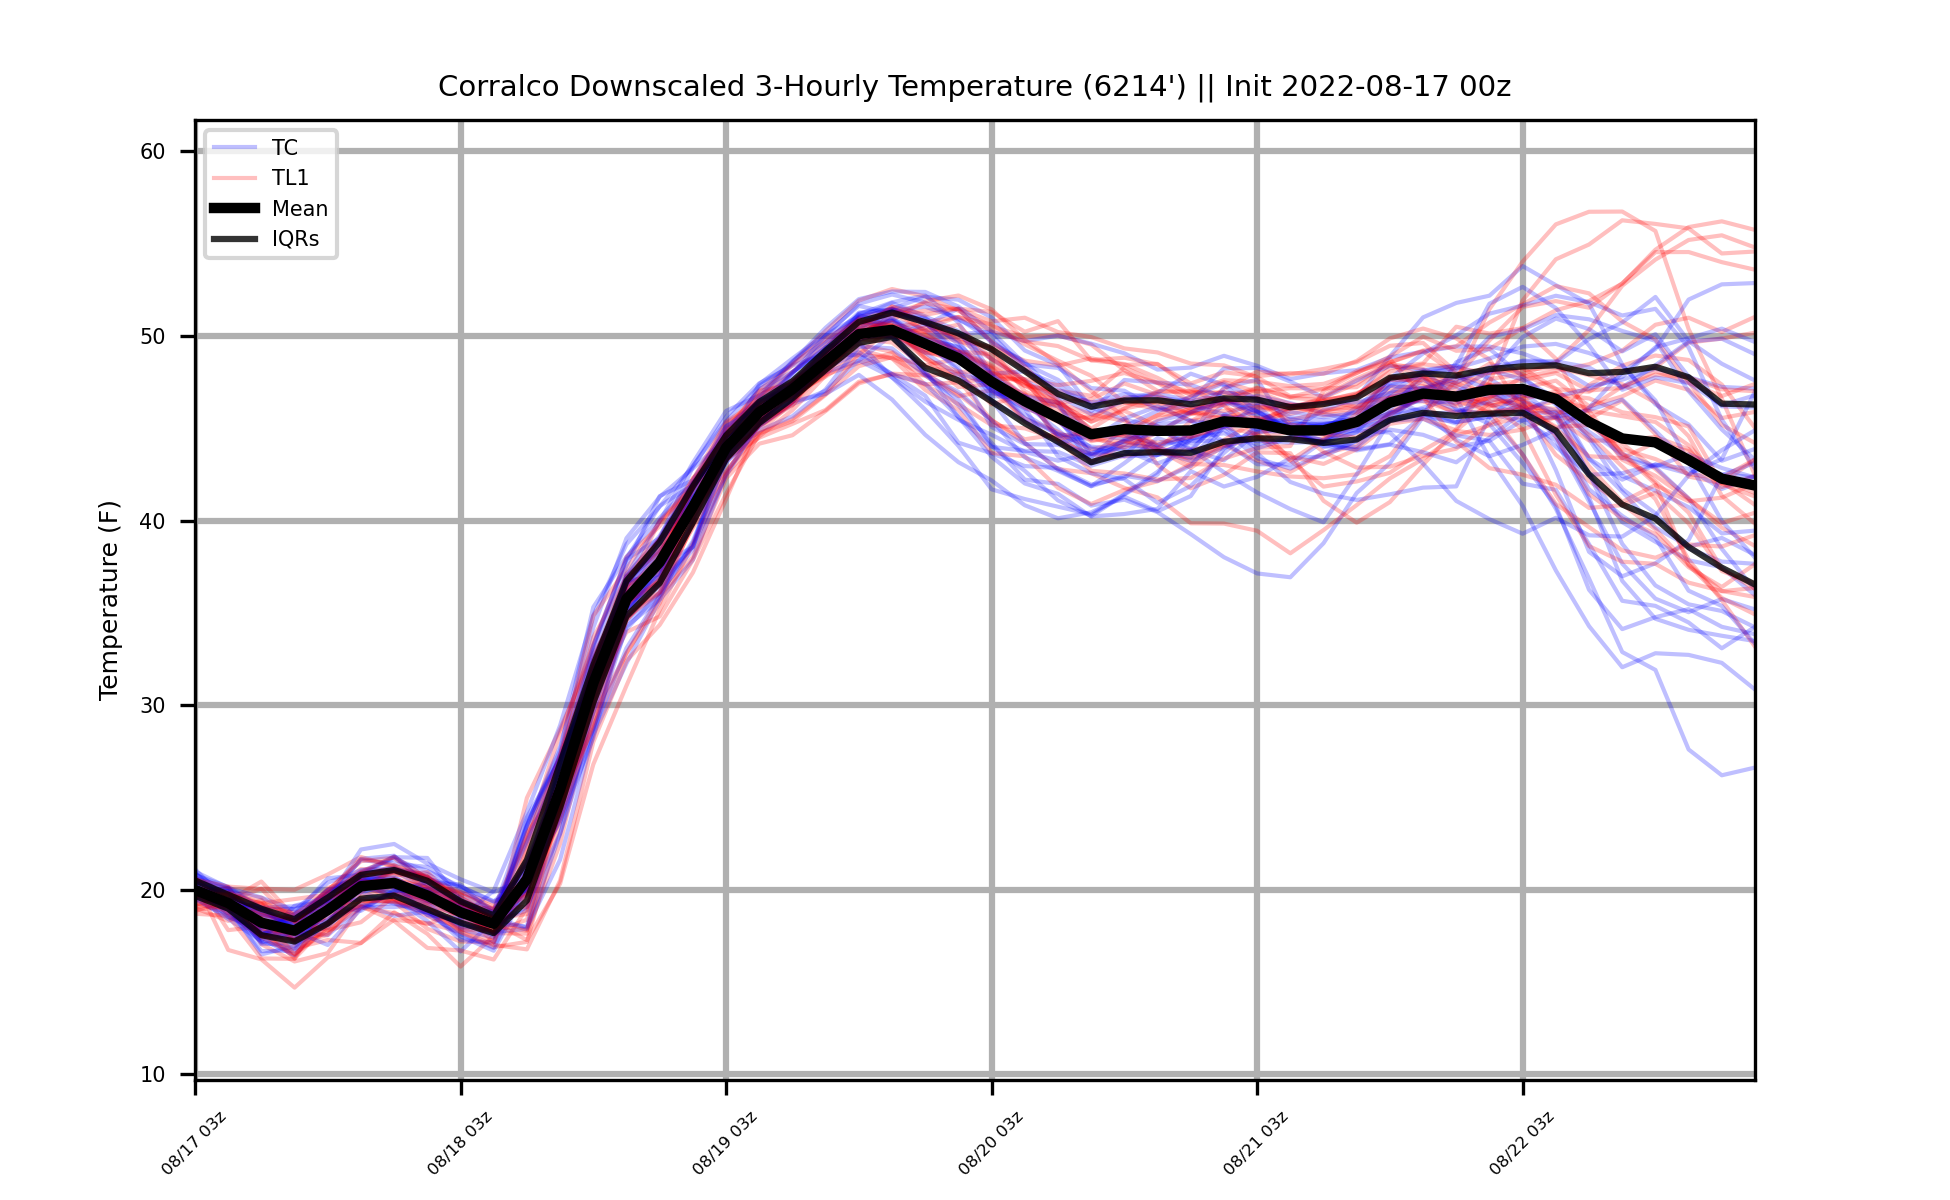 Corralco Downscaled 3-Hourly Temperature (6214') || Init 2022-08-17 00z
TC
TL1
Mean
IQRs
Temperature (F)
60
50
40
30
20
10
08/17 03z
08/18 03z
08/19 03z
08/20 03z
08/21 03z
08/22 03z